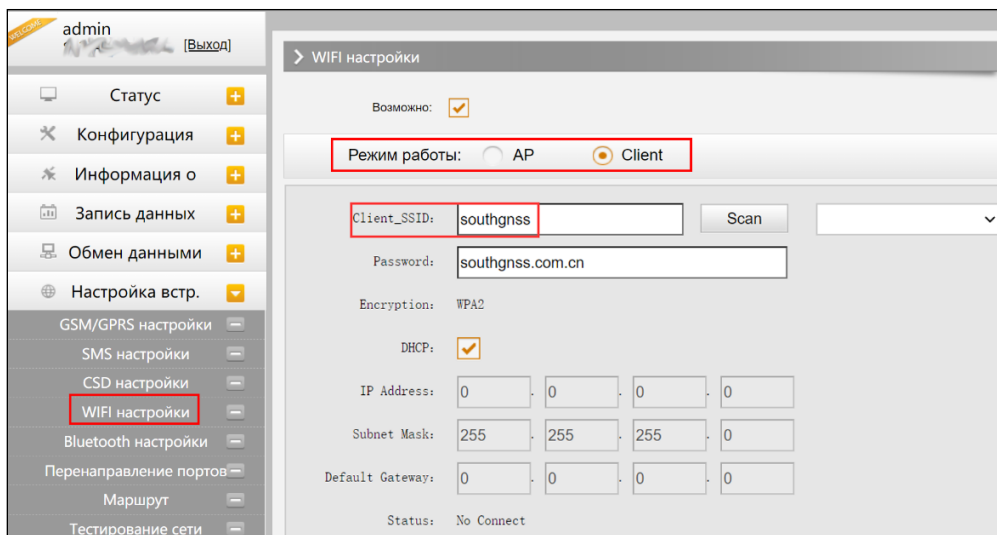 WELCOME
admin
[Выход]
Статус
Конфигурация
Информация о
Запись данных
Обмен данными
Настройка встр.
GSM/GPRS настройки
SMS настройки
CSD настройки
WIFI настройки
Bluetooth настройки
Перенаправление портов
Маршрут
Тестирование сети
WIFI настройки
Возможно:
Режим работы: AP Client
Client_SSID: southgnss Scan
Password: southgnss.com.cn
Encryption: WPA2
DHCP:
IP Address: 0 . 0 . 0 . 0
Subnet Mask: 255 . 255 . 255 . 0
Default Gateway: 0 . 0 . 0 . 0
Status: No Connect